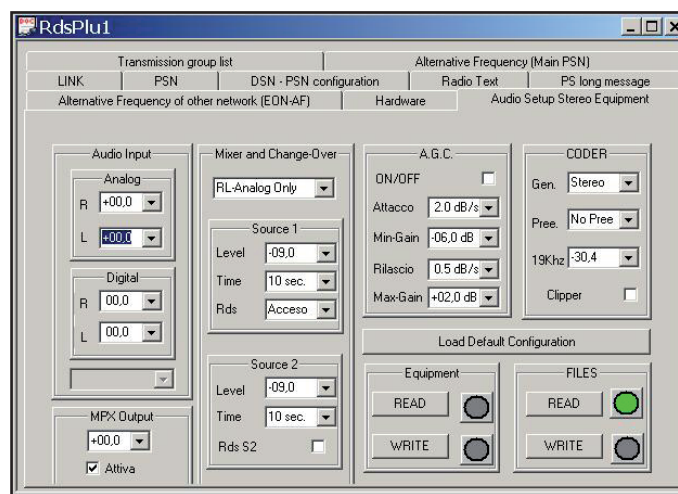 RdsPlu1
Transmission group list Alternative Frequency (Main PSN)
LINK PSN DSN - PSN configuration Radio Text PS long message
Alternative Frequency of other network (EON-AF) Hardware Audio Setup Stereo Equipment
Audio Input
Analog
R +00,0
L +00,0
Digital
R 00,0
L 00,0
MPX Output
+00,0
Attiva
Mixer and Change-Over
RL-Analog Only
Source 1
Level -09,0
Time 10 sec.
Rds Acceso
Source 2
Level -09,0
Time 10 sec.
Rds S2
A.G.C.
ON/OFF
Attacco 2.0 dB/s
Min-Gain -06,0 dB
Rilascio 0.5 dB/s
Max-Gain +02,0 dB
CODER
Gen. Stereo
Pree. No Pree
19Khz -30,4
Clipper
Load Default Configuration
Equipment
READ
WRITE
FILES
READ
WRITE